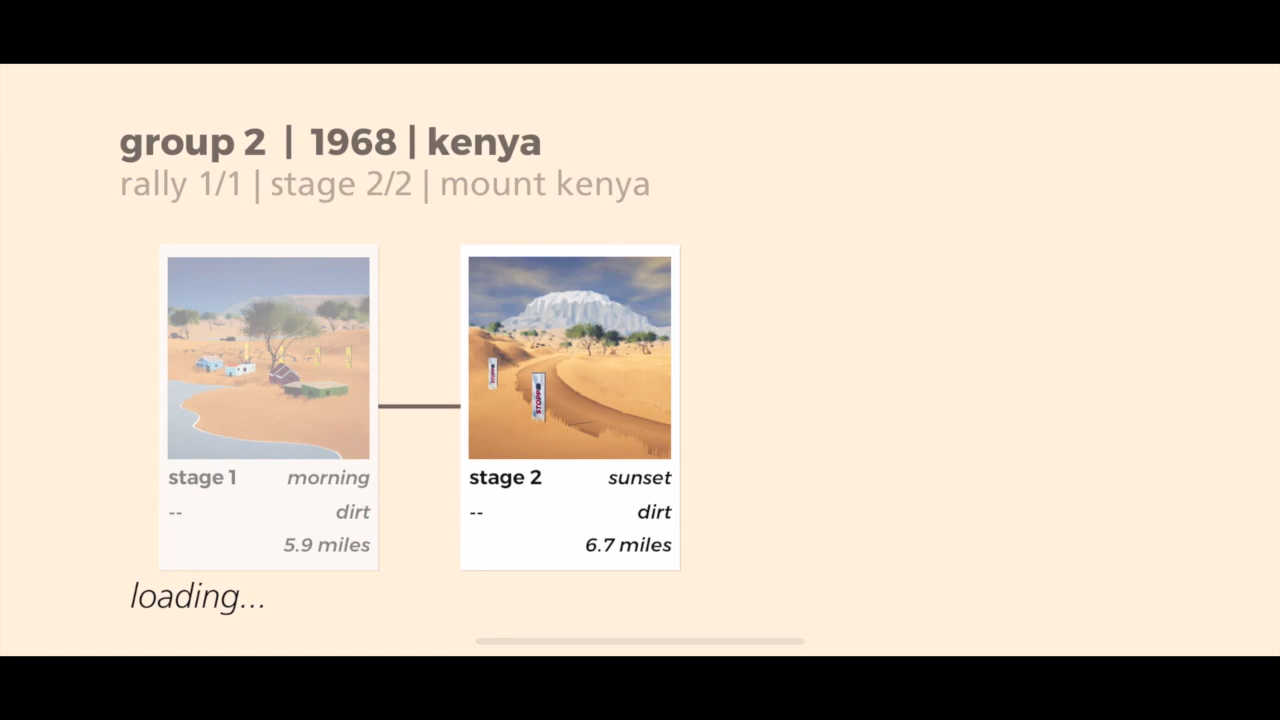 group 2 | 1968 | kenya
rally 1/1 | stage 2/2 | mount kenya
stage 1 morning
-- dirt
5.9 miles
stage 2 sunset
-- dirt
6.7 miles
loading...